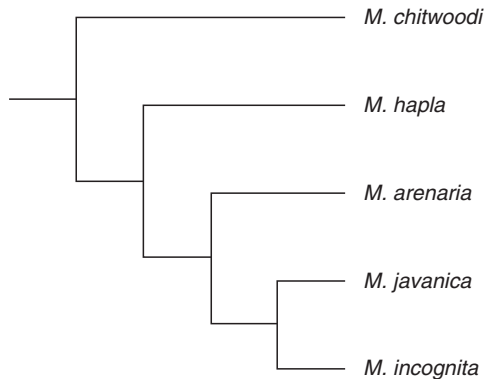 M. chitwoodi
M. hapla
M. arenaria
M. javanica
M. incognita